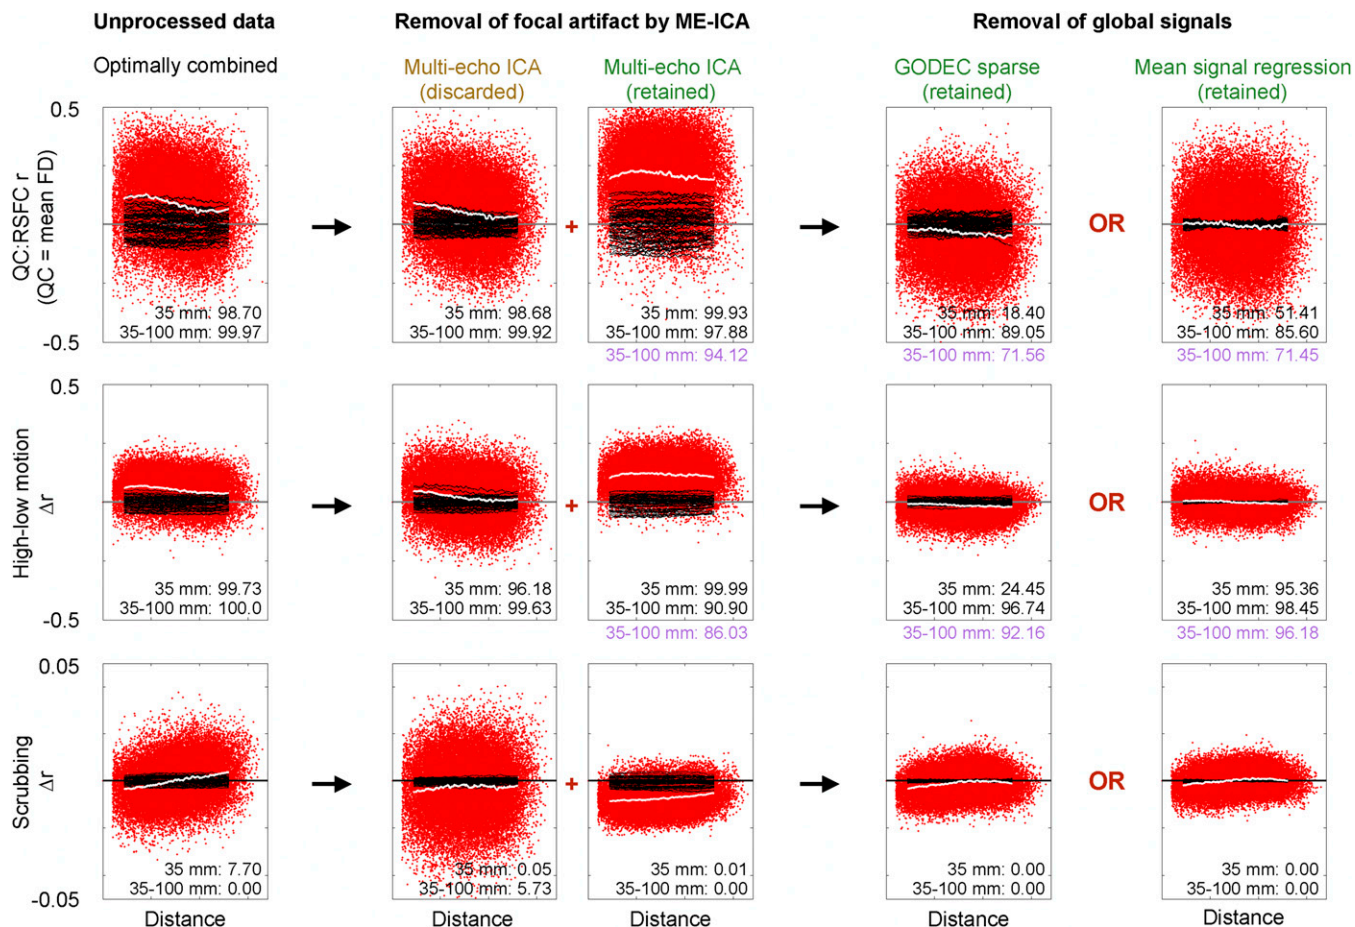 Unprocessed data
Removal of focal artifact by ME-ICA
Removal of global signals
Optimally combined
Multi-echo ICA
(discarded)
Multi-echo ICA
(retained)
GODEC sparse
(retained)
Mean signal regression
(retained)
QC:RSFC r
(QC = mean FD)
0.5
-0.5
35 mm: 98.70
35-100 mm: 99.97
35 mm: 98.68
35-100 mm: 99.92
+
35 mm: 99.93
35-100 mm: 97.88
35-100 mm: 94.12
35 mm: 18.40
35-100 mm: 89.05
35-100 mm: 71.56
OR
35 mm: 51.41
35-100 mm: 85.60
35-100 mm: 71.45
High-low motion
Δr
0.5
-0.5
35 mm: 99.73
35-100 mm: 100.0
35 mm: 96.18
35-100 mm: 99.63
+
35 mm: 99.99
35-100 mm: 90.90
35-100 mm: 86.03
35 mm: 24.45
35-100 mm: 96.74
35-100 mm: 92.16
OR
35 mm: 95.36
35-100 mm: 98.45
35-100 mm: 96.18
Scrubbing
Δr
0.05
-0.05
35 mm: 7.70
35-100 mm: 0.00
35 mm: 0.05
35-100 mm: 5.73
+
35 mm: 0.01
35-100 mm: 0.00
35 mm: 0.00
35-100 mm: 0.00
OR
35 mm: 0.00
35-100 mm: 0.00
Distance
Distance
Distance
Distance
Distance